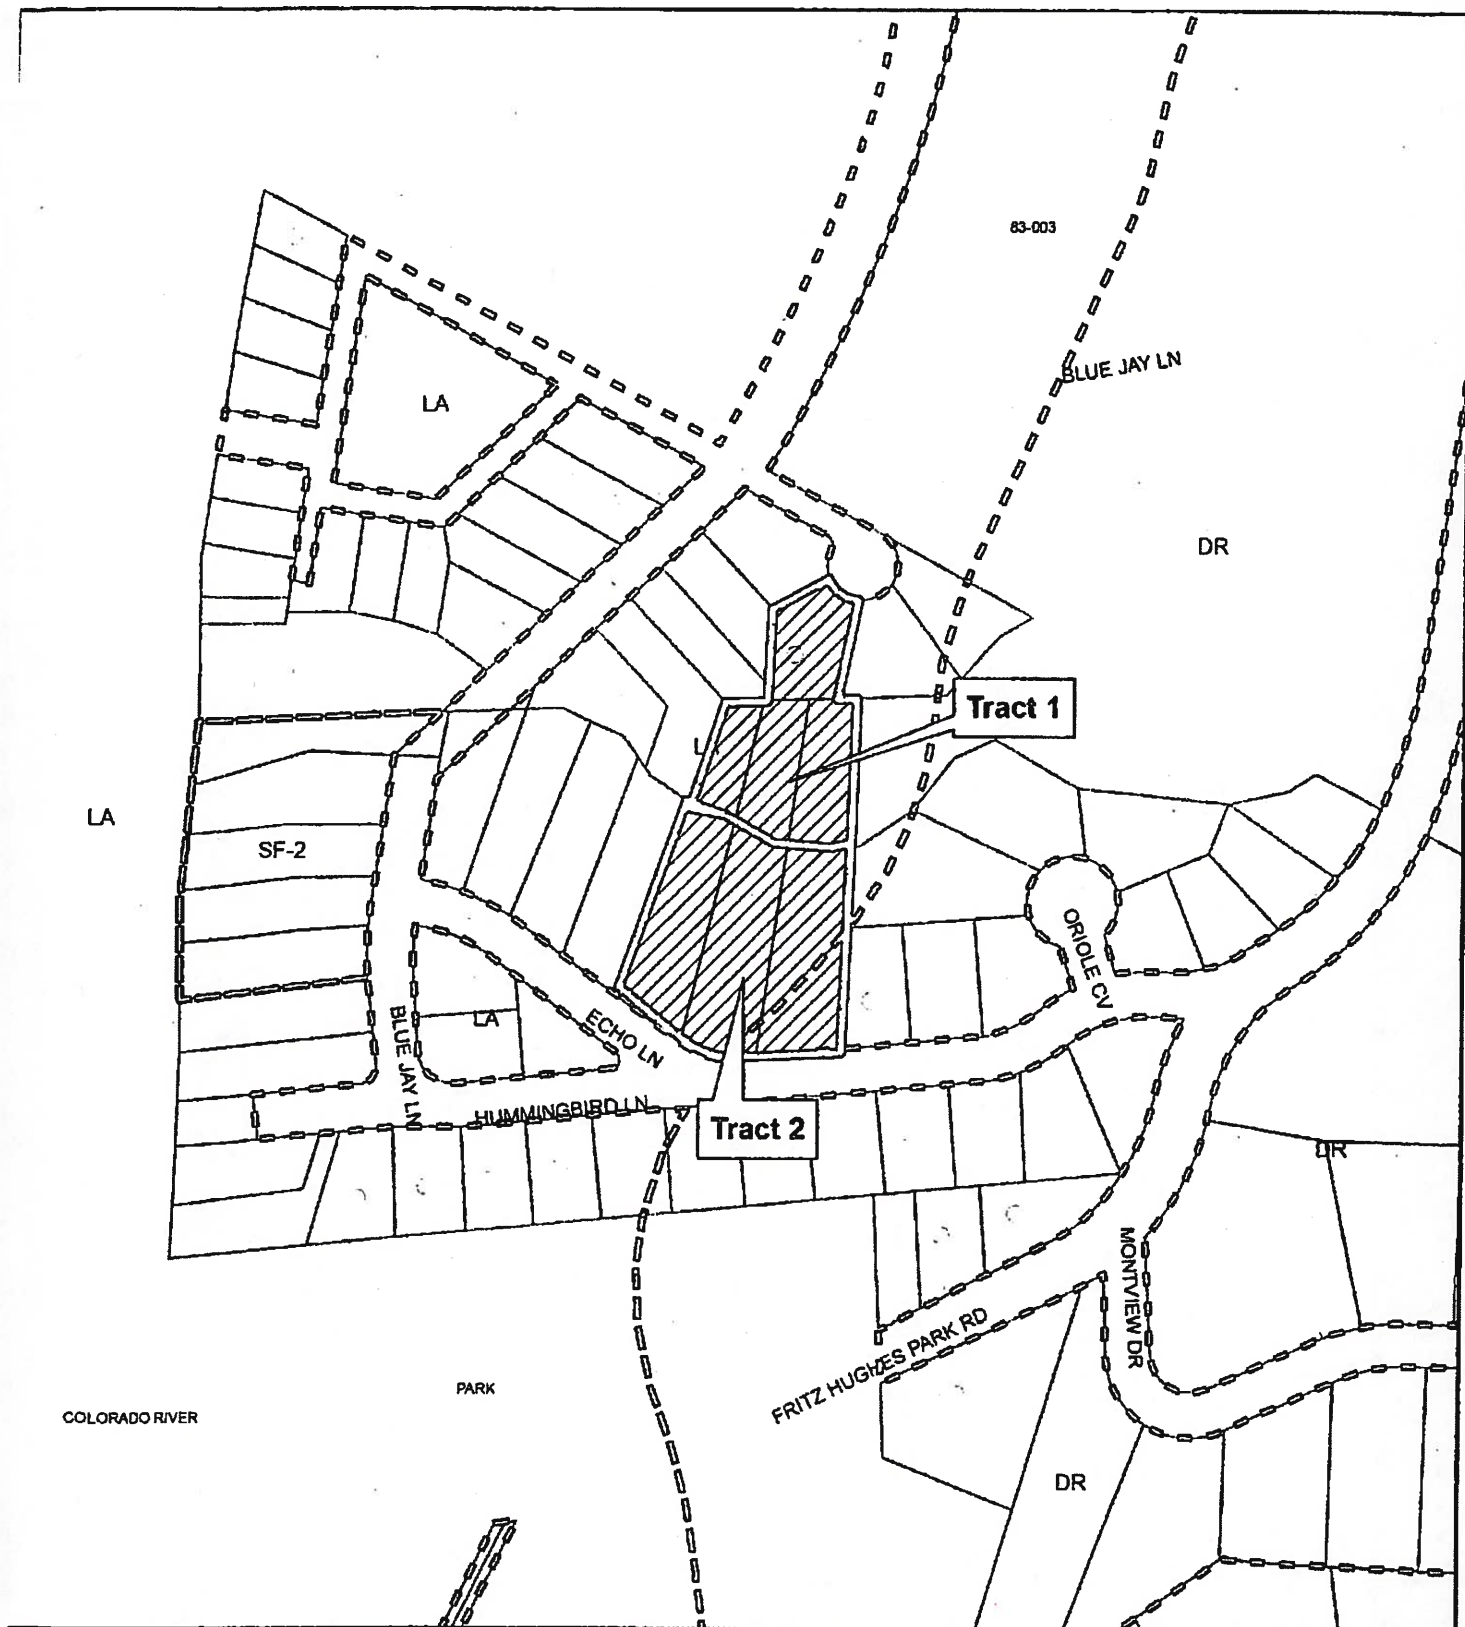 83-003
BLUE JAY LN
LA
DR
Tract 1
LA
SF-2
ORIOLE CV
LA
ECHO LN
BLUE JAY LN
HUMMINGBIRD LN
Tract 2
DR
MONTVIEW DR
FRITZ HUGHES PARK RD
PARK
COLORADO RIVER
DR